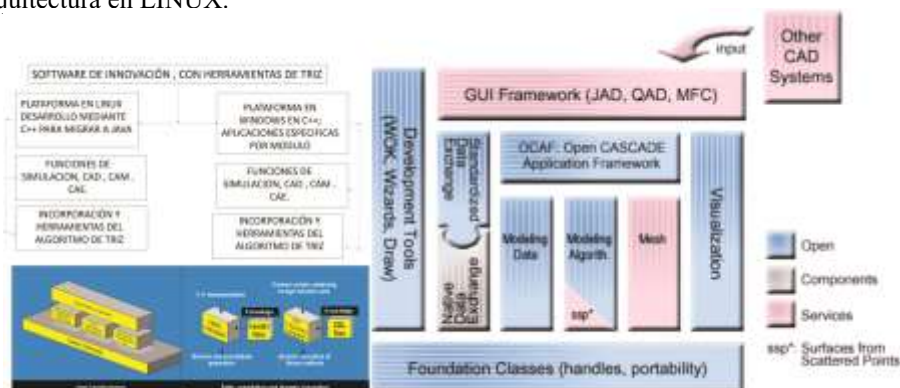 quitectura en LINUX.
SOFTWARE DE INNOVACIÓN , CON HERRAMIENTAS DE TRIZ
PLATAFORMA EN LINUX
DESARROLLO MEDIANTE
C++ PARA MIGRAR A JAVA
FUNCIONES DE
SIMULACION, CAD , CAM ,
CAE.
INCORPORACIÓN Y
HERRAMIENTAS DEL
ALGORITMO DE TRIZ
PLATAFORMA EN
WINDOWS EN C++;
APLICACIONES ESPECIFICAS
POR MODULO
FUNCIONES DE
SIMULACION, CAD , CAM ,
CAE.
INCORPORACIÓN Y
HERRAMIENTAS DEL
ALGORITMO DE TRIZ
Other
CAD
Systems
input
GUI Framework (JAD, QAD, MFC)
Development Tools
(WOK, Wizards, Draw)
Standardized
Data
Exchange
Native
Data
Exchange
OCAF: Open CASCADE
Application Framework
Modeling
Data
Modeling
Algorith.
ssp*
Mesh
Visualization
Foundation Classes (handles, portability)
Open
Components
Services
ssp*: Surfaces from
Scattered Points